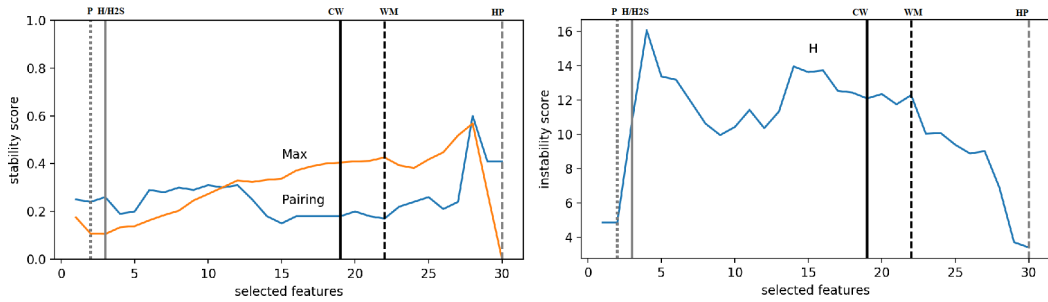 P H/H2S CW WM HP
1.0
0.8
0.6
0.4
0.2
0.0
stability score
Max
Pairing
0 5 10 15 20 25 30
selected features
P H/H2S CW WM HP
16
14
12
10
8
6
4
instability score
H
0 5 10 15 20 25 30
selected features